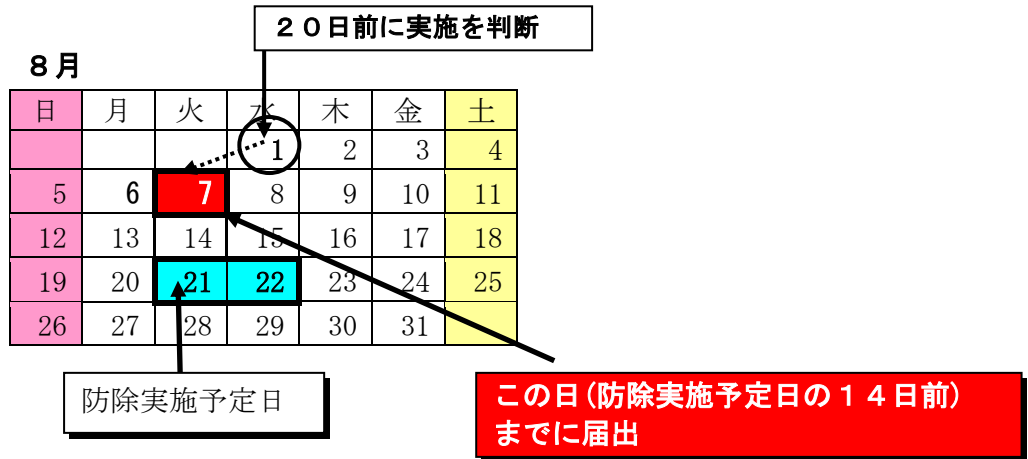 ２０日前に実施を判断
８月
日 月 火 水 木 金 土
1 2 3 4
5 6 7 8 9 10 11
12 13 14 15 16 17 18
19 20 21 22 23 24 25
26 27 28 29 30 31
防除実施予定日
この日(防除実施予定日の１４日前)
までに届出